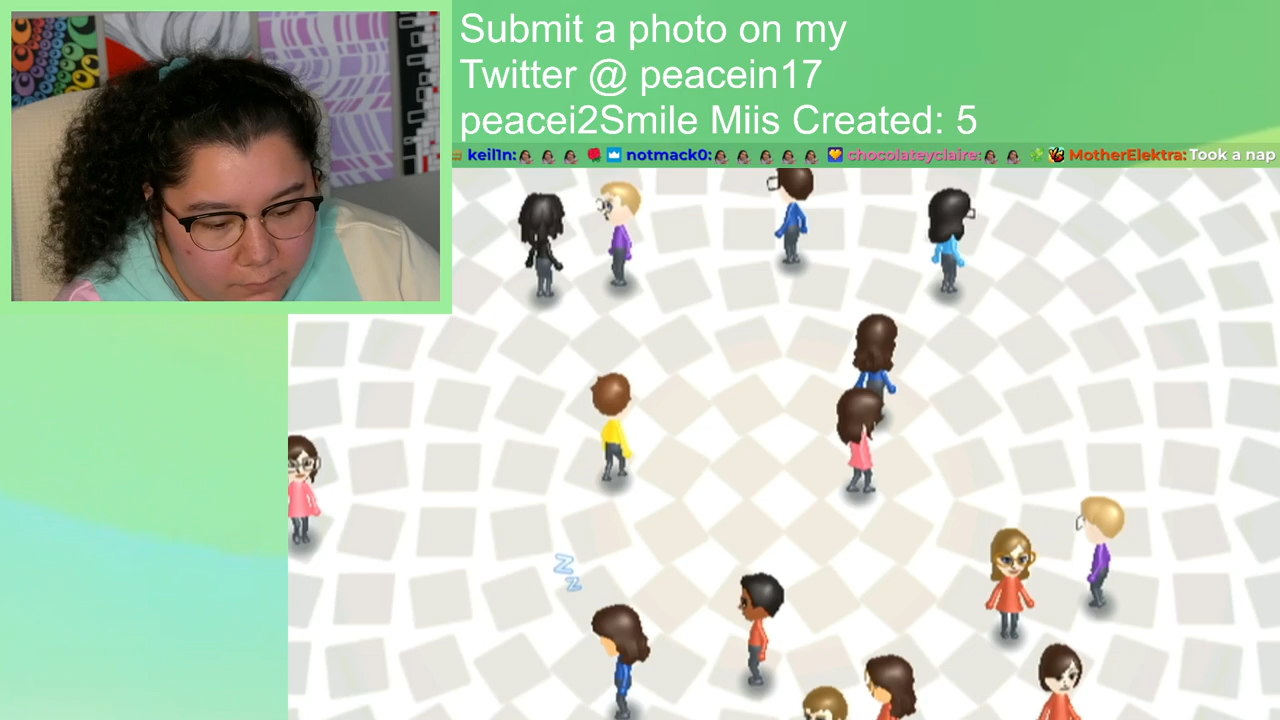 Submit a photo on my
Twitter @ peacein17
peacei2Smile Miis Created: 5
keil1n: notmack0: chocolateyclaire: MotherElektra: Took a nap
Z
Z